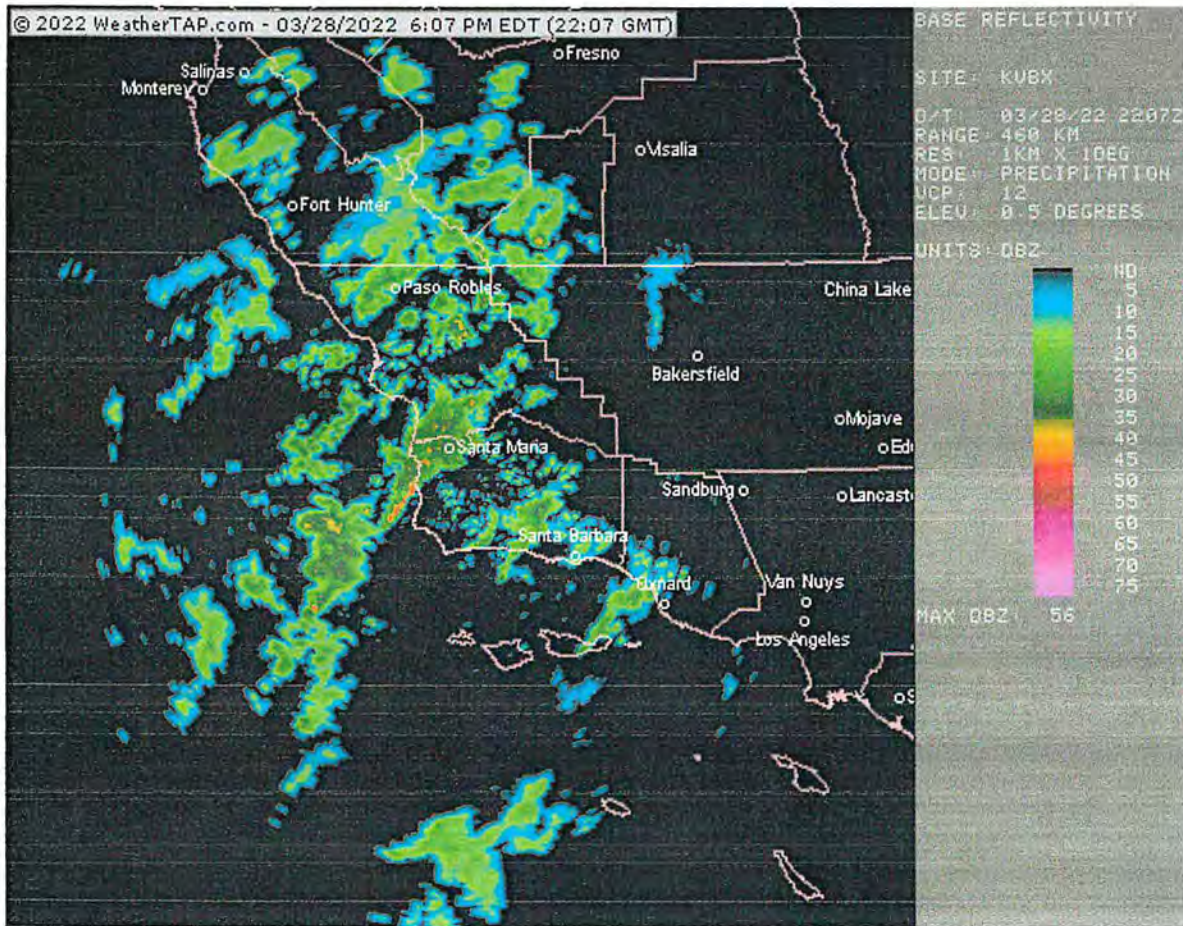 © 2022 WeatherTAP.com - 03/28/2022 6:07 PM EDT (22:07 GMT)
BASE REFLECTIVITY
SITE: KVBX
D/T: 03/28/22 2207Z
RANGE: 460 KM
RES: 1KM X 1DEG
MODE: PRECIPITATION
VCP: 12
ELEV: 0.5 DEGREES
UNITS: DBZ
ND
5
10
15
20
25
30
35
40
45
50
55
60
65
70
75
MAX DBZ: 56
Fresno
Salinas
Monterey
Visalia
Fort Hunter
Paso Robles
China Lake
Bakersfield
Mojave
Edw
Santa Maria
Sandburg
Lancast
Santa Barbara
Oxnard
Van Nuys
Los Angeles
S